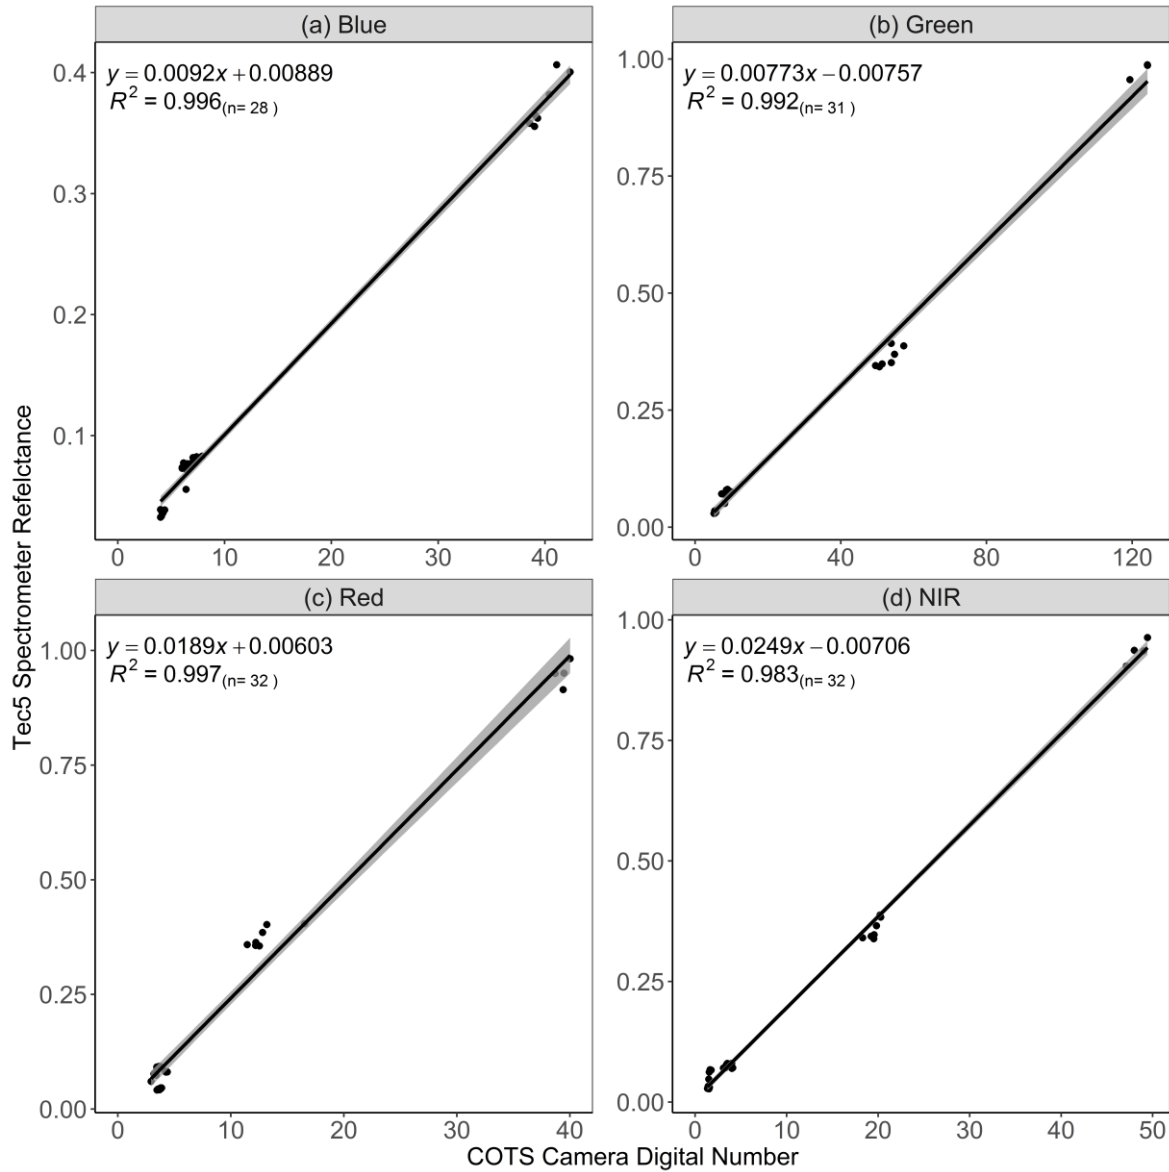 (a) Blue
y = 0.0092x + 0.00889
R² = 0.996 (n= 28 )
0.4
0.3
0.2
0.1
0 10 20 30 40
(b) Green
y = 0.00773x − 0.00757
R² = 0.992 (n= 31 )
1.00
0.75
0.50
0.25
0.00
0 40 80 120
(c) Red
y = 0.0189x + 0.00603
R² = 0.997 (n= 32 )
1.00
0.75
0.50
0.25
0.00
0 10 20 30 40
(d) NIR
y = 0.0249x − 0.00706
R² = 0.983 (n= 32 )
1.00
0.75
0.50
0.25
0.00
0 10 20 30 40 50
Tec5 Spectrometer Refelctance
COTS Camera Digital Number